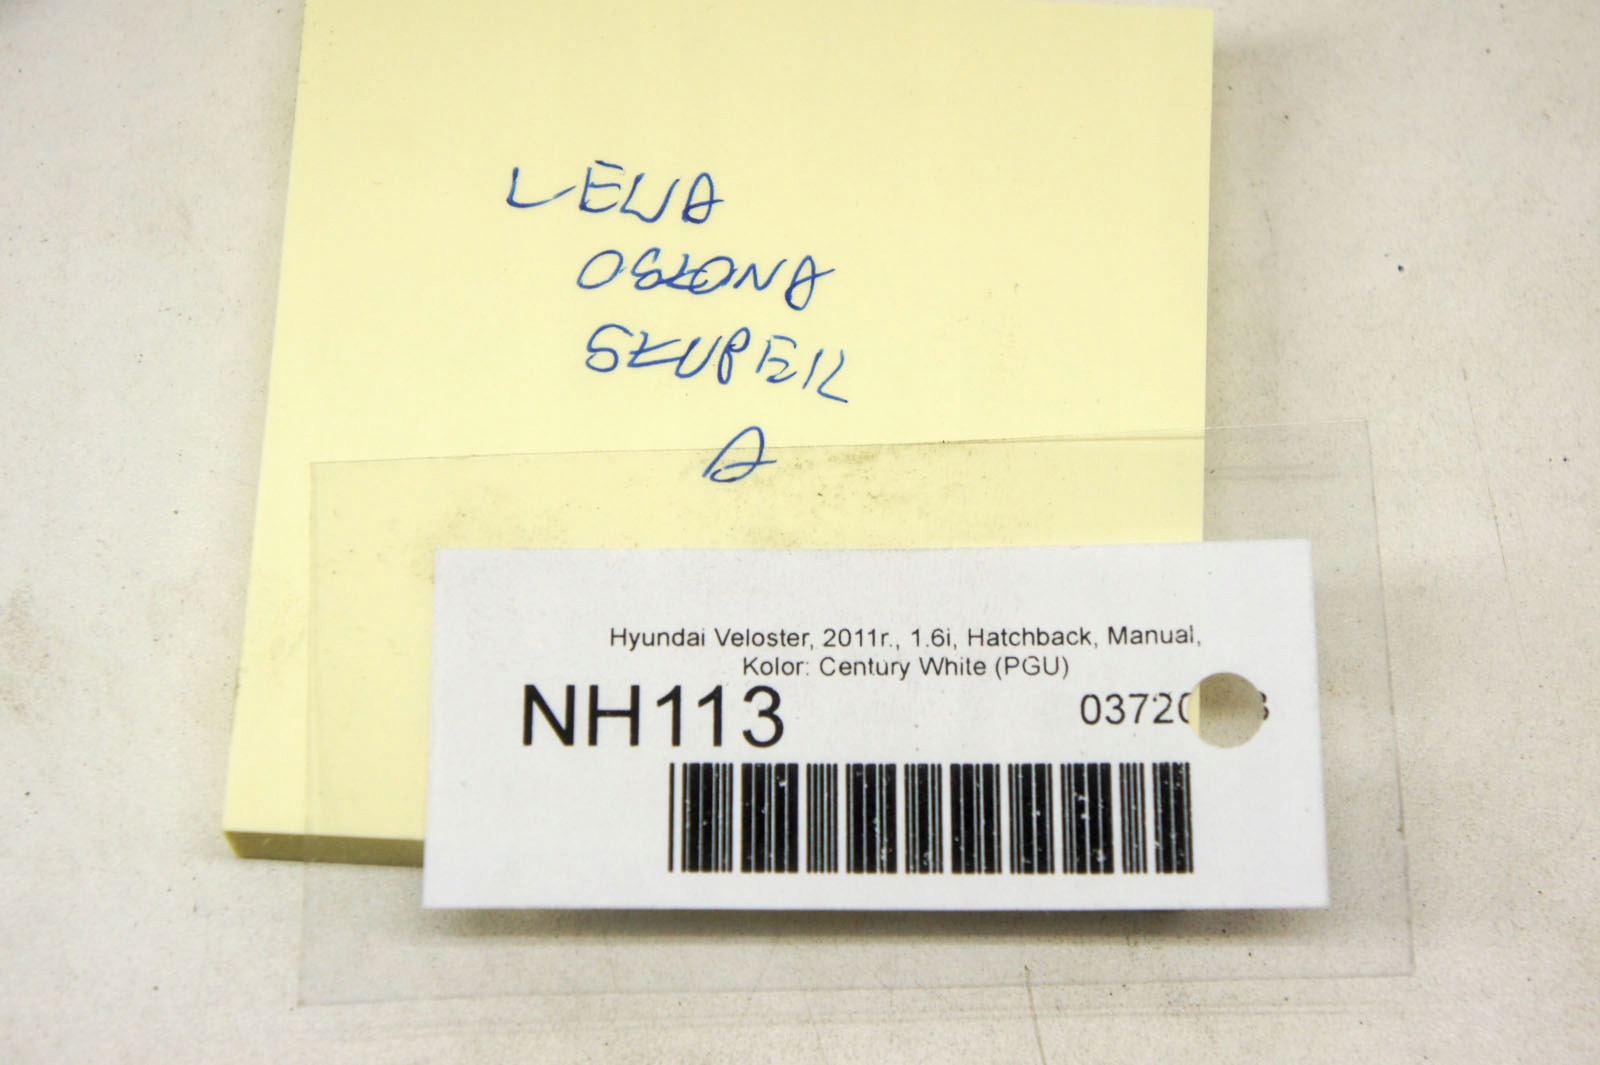 LEWA
OSŁONA
SŁUPEK
A
Hyundai Veloster, 2011r., 1.6i, Hatchback, Manual,
Kolor: Century White (PGU)
NH113